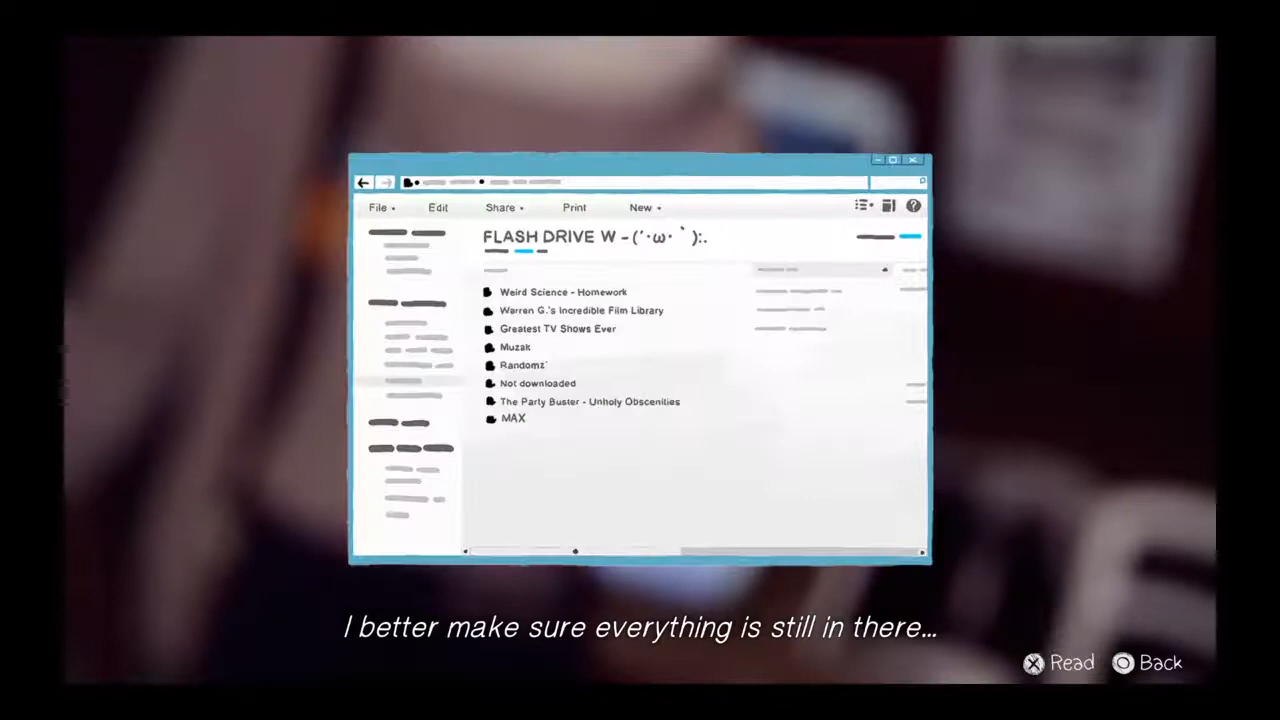 File Edit Share Print New
FLASH DRIVE W - (´･ω･｀):.
Weird Science - Homework
Warren G.'s Incredible Film Library
Greatest TV Shows Ever
Muzak
Randomz'
Not downloaded
The Party Buster - Unholy Obscenities
MAX
I better make sure everything is still in there...
Read Back